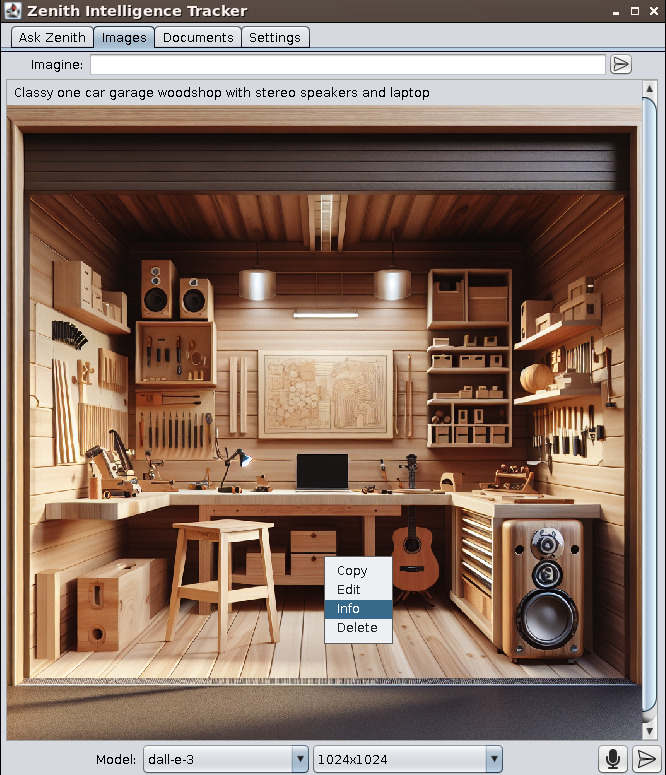 Zenith Intelligence Tracker
Ask Zenith Images Documents Settings
Imagine:
Classy one car garage woodshop with stereo speakers and laptop
Copy
Edit
Info
Delete
Model: dall-e-3 1024x1024